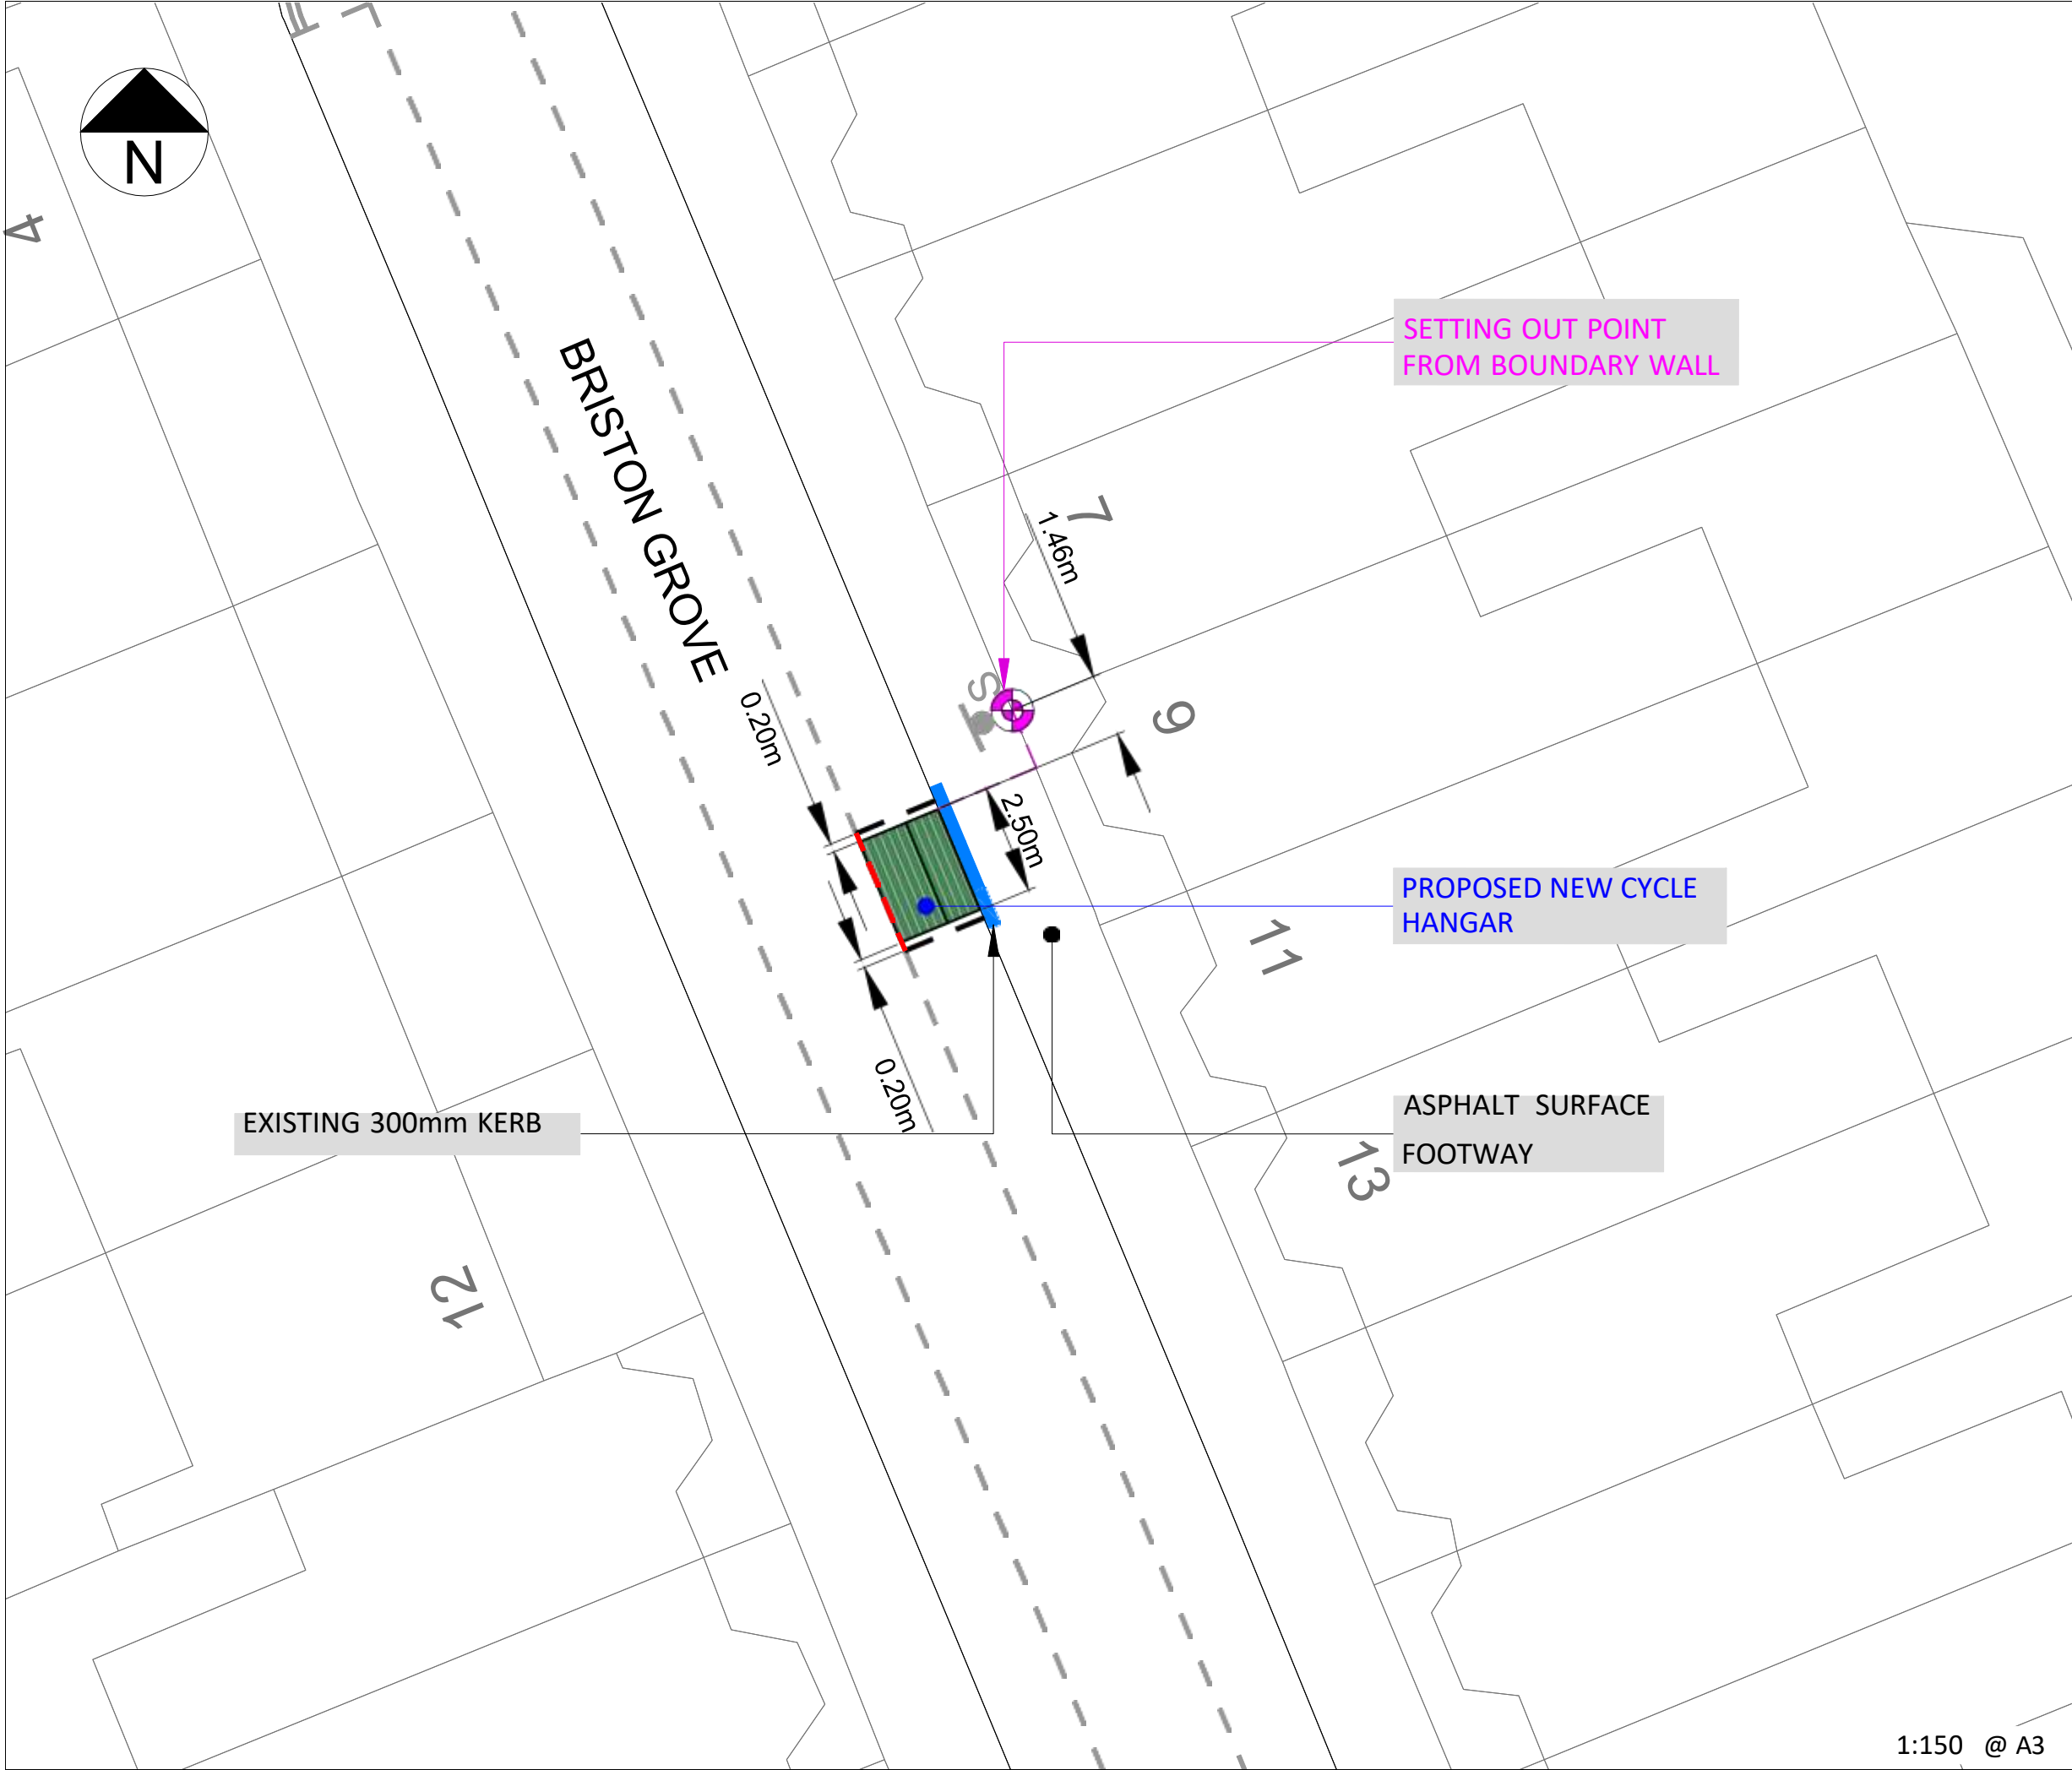 N
4
BRISTON GROVE
SETTING OUT POINT
FROM BOUNDARY WALL
7
1.46m
S
9
0.20m
2.50m
PROPOSED NEW CYCLE
HANGAR
11
0.20m
EXISTING 300mm KERB
ASPHALT SURFACE
FOOTWAY
13
12
1:150 @ A3